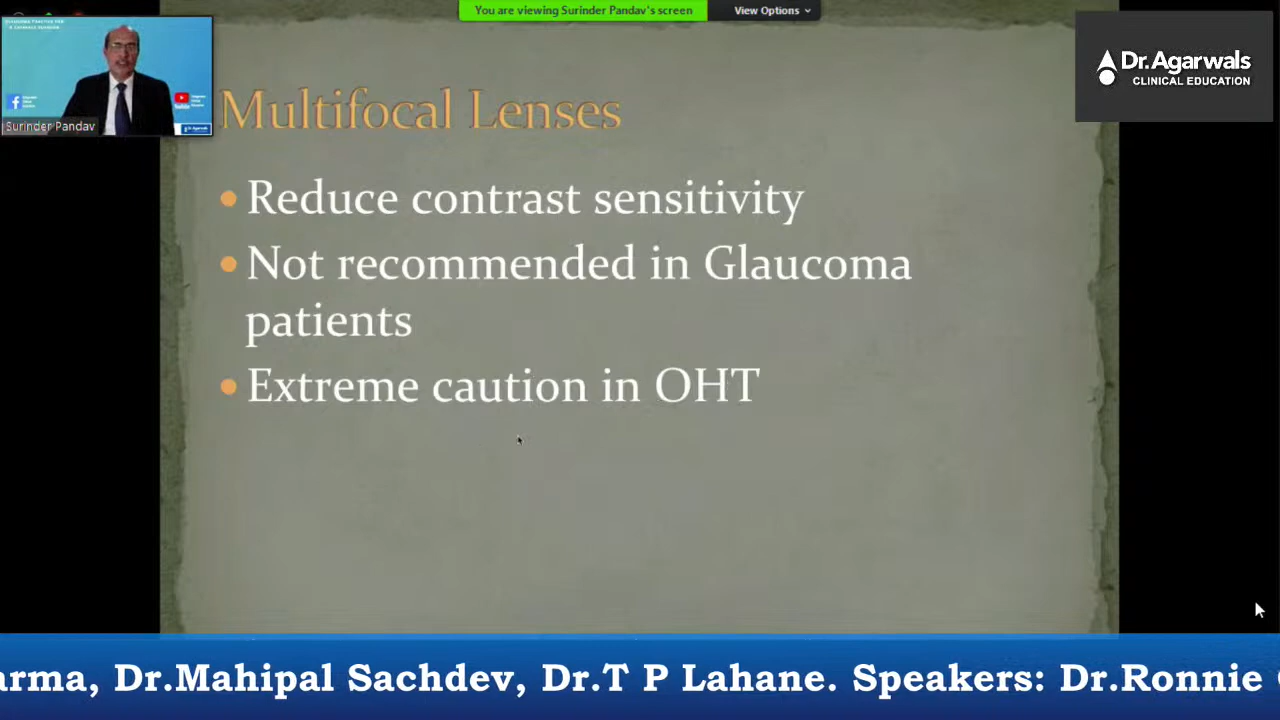 You are viewing Surinder Pandav's screen
View Options
Surinder Pandav
Dr.Agarwals
CLINICAL EDUCATION
Multifocal Lenses
Reduce contrast sensitivity
Not recommended in Glaucoma
patients
Extreme caution in OHT
arma, Dr.Mahipal Sachdev, Dr.T P Lahane. Speakers: Dr.Ronnie